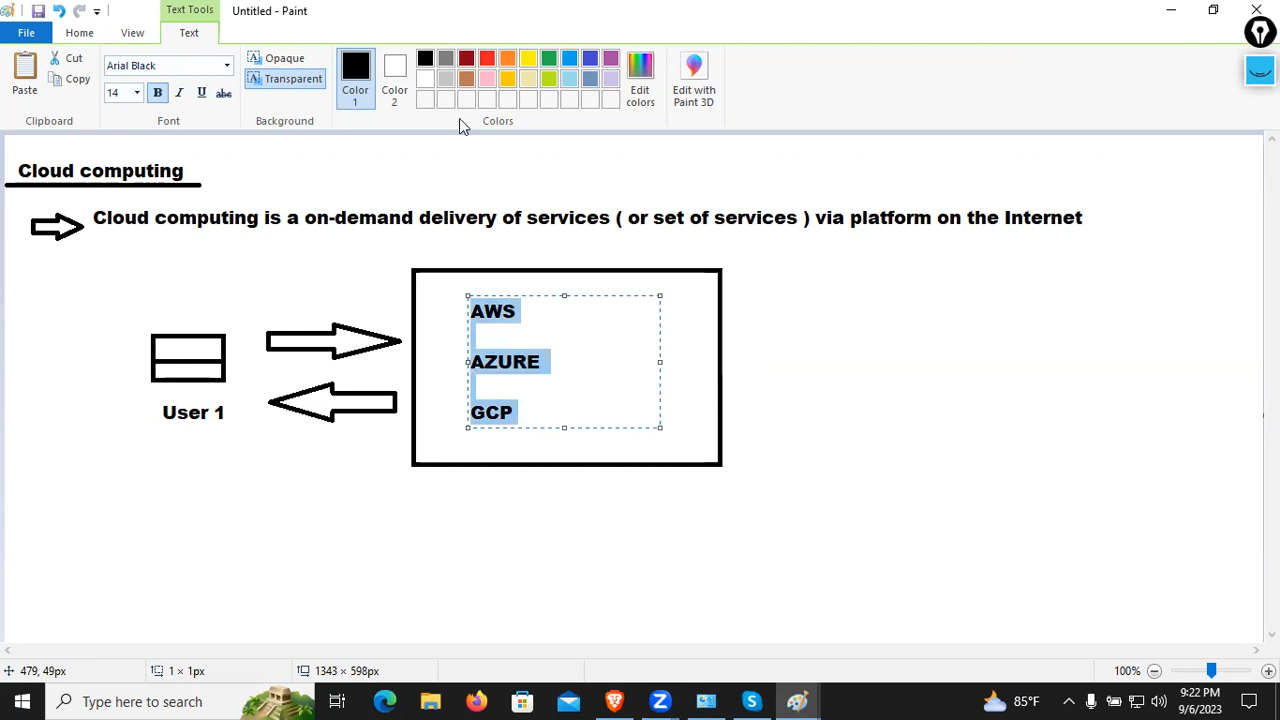 Text Tools
Untitled - Paint
File
Home
View
Text
Paste
Cut
Copy
Clipboard
Arial Black
14
B
I
U
abc
Font
Opaque
Transparent
Background
Color 1
Color 2
Edit colors
Colors
Edit with Paint 3D
Cloud computing
Cloud computing is a on-demand delivery of services ( or set of services ) via platform on the Internet
AWS
AZURE
GCP
User 1
479, 49px
1 × 1px
1343 × 598px
100%
Type here to search
85°F
9:22 PM
9/6/2023